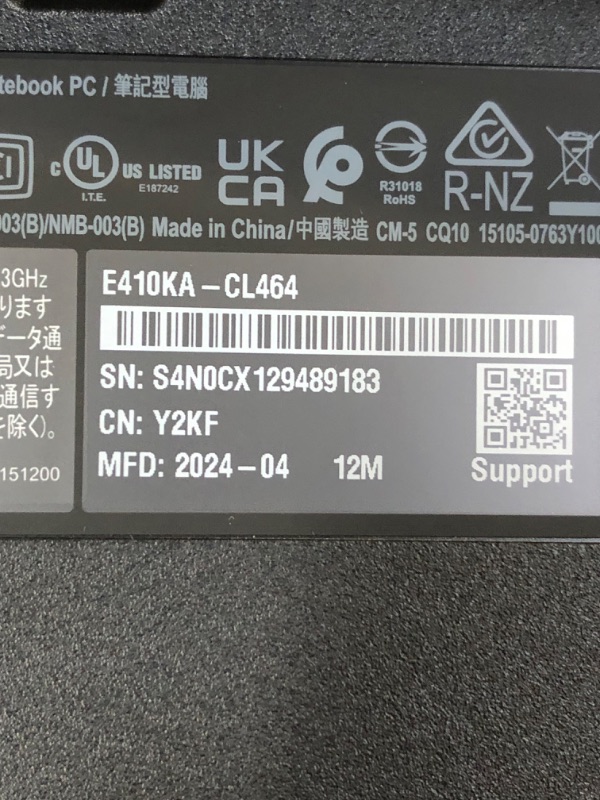 tebook PC / 筆記型電腦
c UL US LISTED
I.T.E. E187242
UK CA
R31018
RoHS
R-NZ
003(B)/NMB-003(B) Made in China/中國製造 CM-5 CQ10 15105-0763Y100
3GHz
ります
データ通
局又は
通信す
を除く)。
151200
E410KA-CL464
SN: S4N0CX129489183
CN: Y2KF
MFD: 2024-04 12M
Support